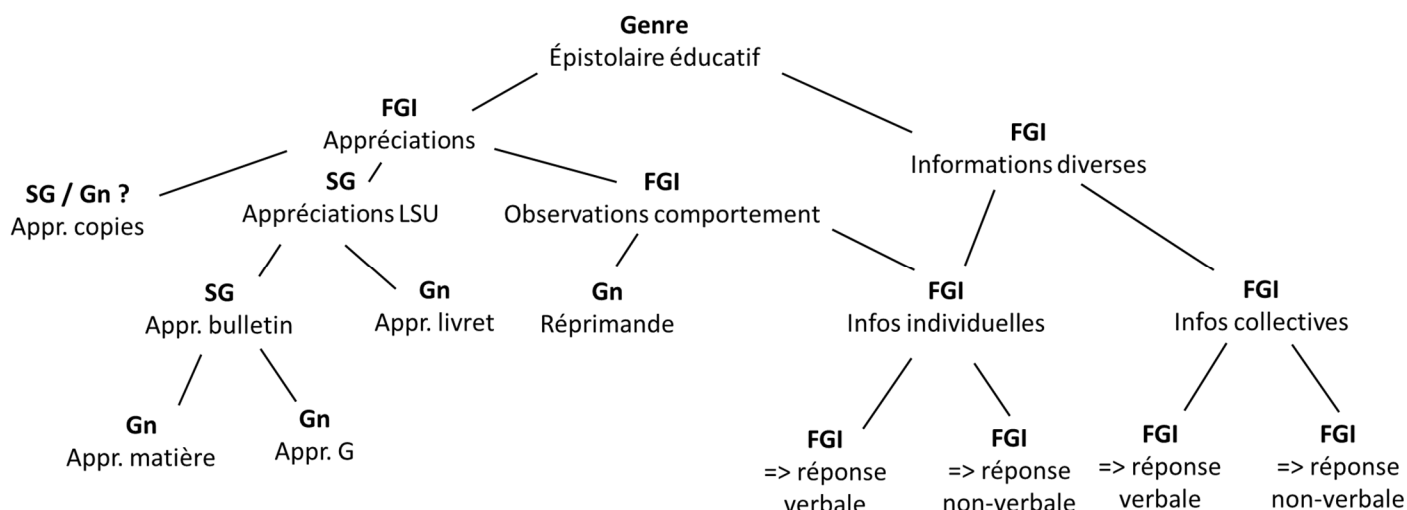 Genre
Épistolaire éducatif
FGI
Appréciations
FGI
Informations diverses
SG / Gn ?
Appr. copies
SG
Appréciations LSU
FGI
Observations comportement
SG
Appr. bulletin
Gn
Appr. livret
Gn
Réprimande
FGI
Infos individuelles
FGI
Infos collectives
Gn
Appr. matière
Gn
Appr. G
FGI
=> réponse
verbale
FGI
=> réponse
non-verbale
FGI
=> réponse
verbale
FGI
=> réponse
non-verbale